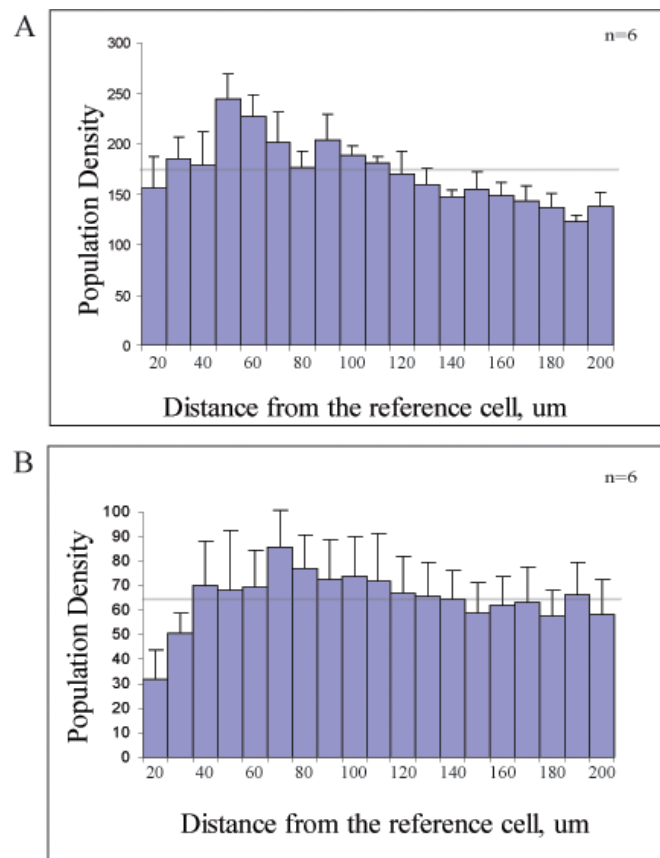 A
n=6
Population Density
300
250
200
150
100
50
0
20 40 60 80 100 120 140 160 180 200
Distance from the reference cell, um
B
n=6
Population Density
100
90
80
70
60
50
40
30
20
10
0
20 40 60 80 100 120 140 160 180 200
Distance from the reference cell, um